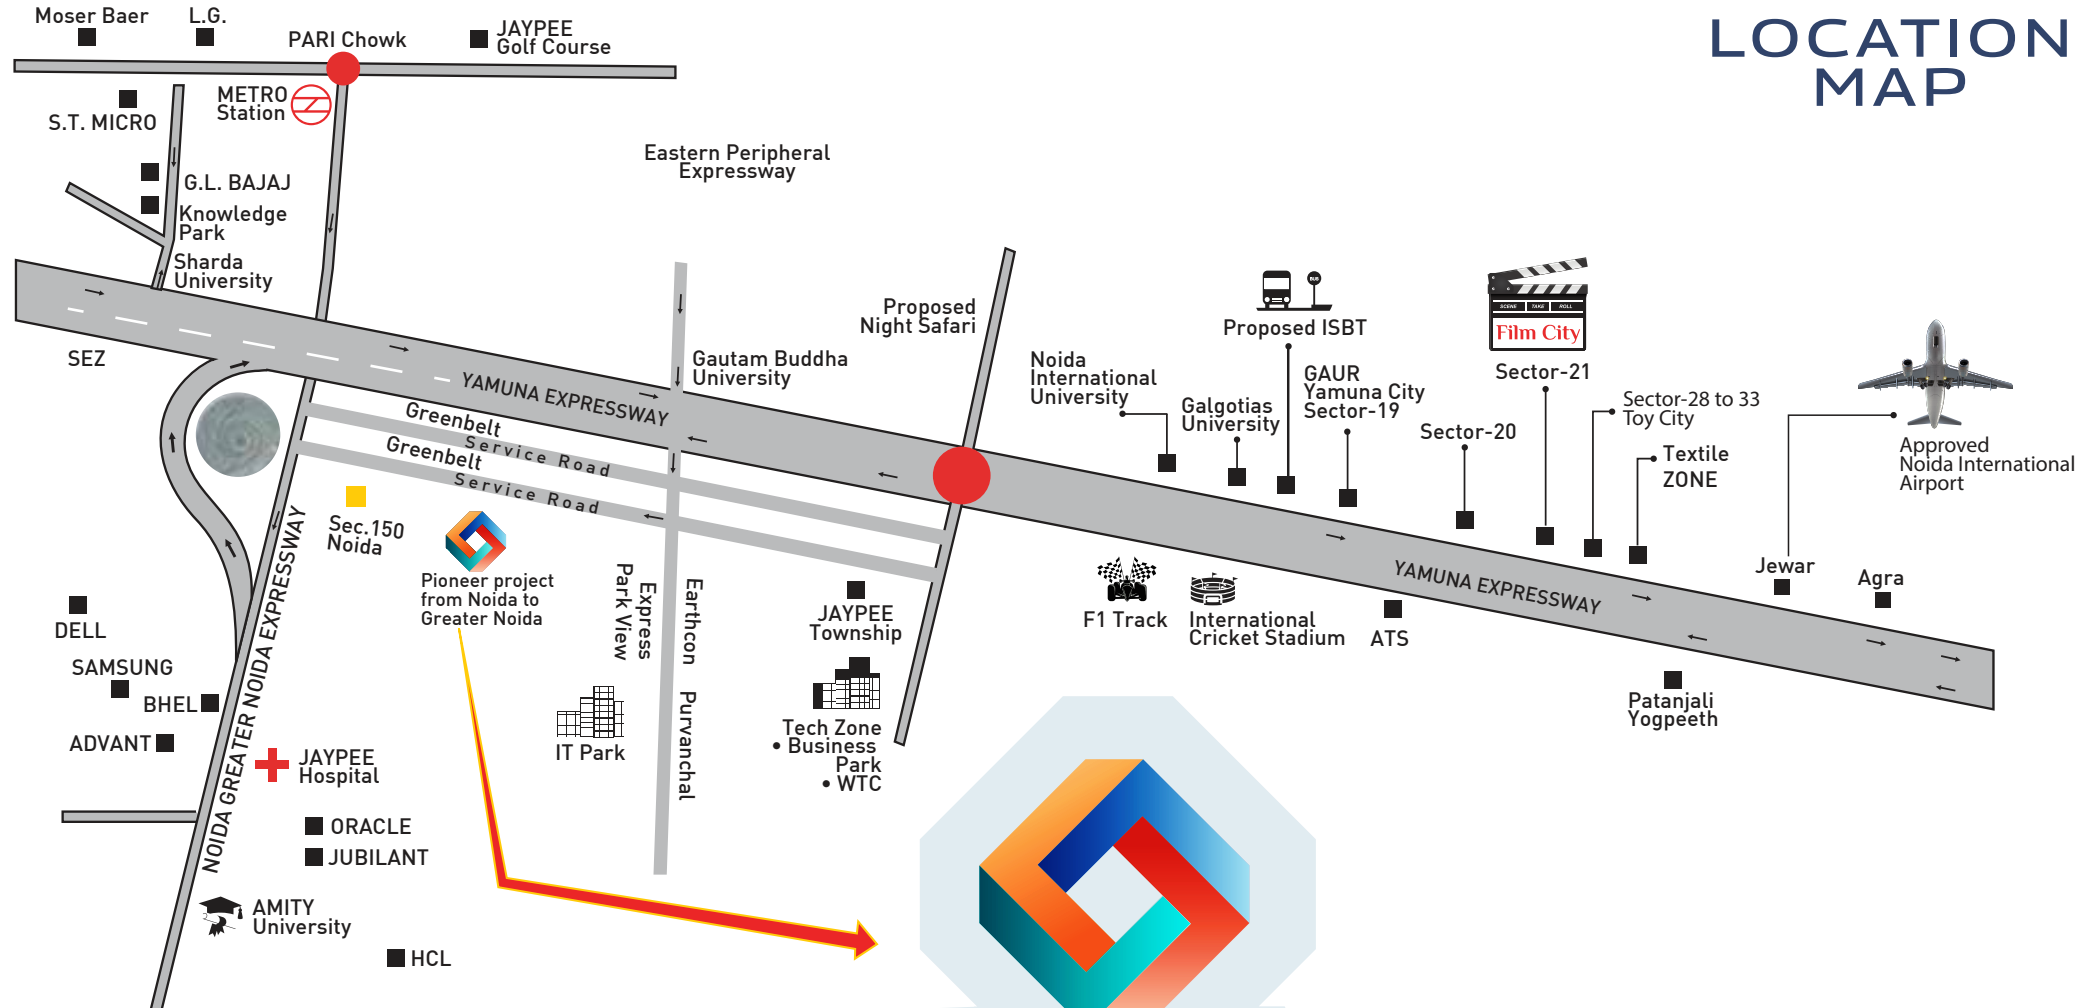 LOCATION
MAP
Moser Baer
L.G.
PARI Chowk
JAYPEE
Golf Course
METRO
Station
S.T. MICRO
G.L. BAJAJ
Knowledge
Park
Sharda
University
Eastern Peripheral
Expressway
SEZ
Gautam Buddha
University
Proposed
Night Safari
Noida
International
University
Galgotias
University
BUS
Proposed ISBT
GAUR
Yamuna City
Sector-19
Sector-20
SCENE
TAKE
ROLL
Film City
Sector-21
Sector-28 to 33
Toy City
Textile
ZONE
Approved
Noida International
Airport
Jewar
Agra
YAMUNA EXPRESSWAY
Greenbelt
Service Road
Greenbelt
Service Road
Sec.150
Noida
Pioneer project
from Noida to
Greater Noida
Express
Park View
Earthcon
Purvanchal
JAYPEE
Township
IT Park
Tech Zone
• Business
Park
• WTC
F1 Track
International
Cricket Stadium
YAMUNA EXPRESSWAY
ATS
Patanjali
Yogpeeth
DELL
SAMSUNG
BHEL
ADVANT
NOIDA GREATER NOIDA EXPRESSWAY
JAYPEE
Hospital
ORACLE
JUBILANT
AMITY
University
HCL